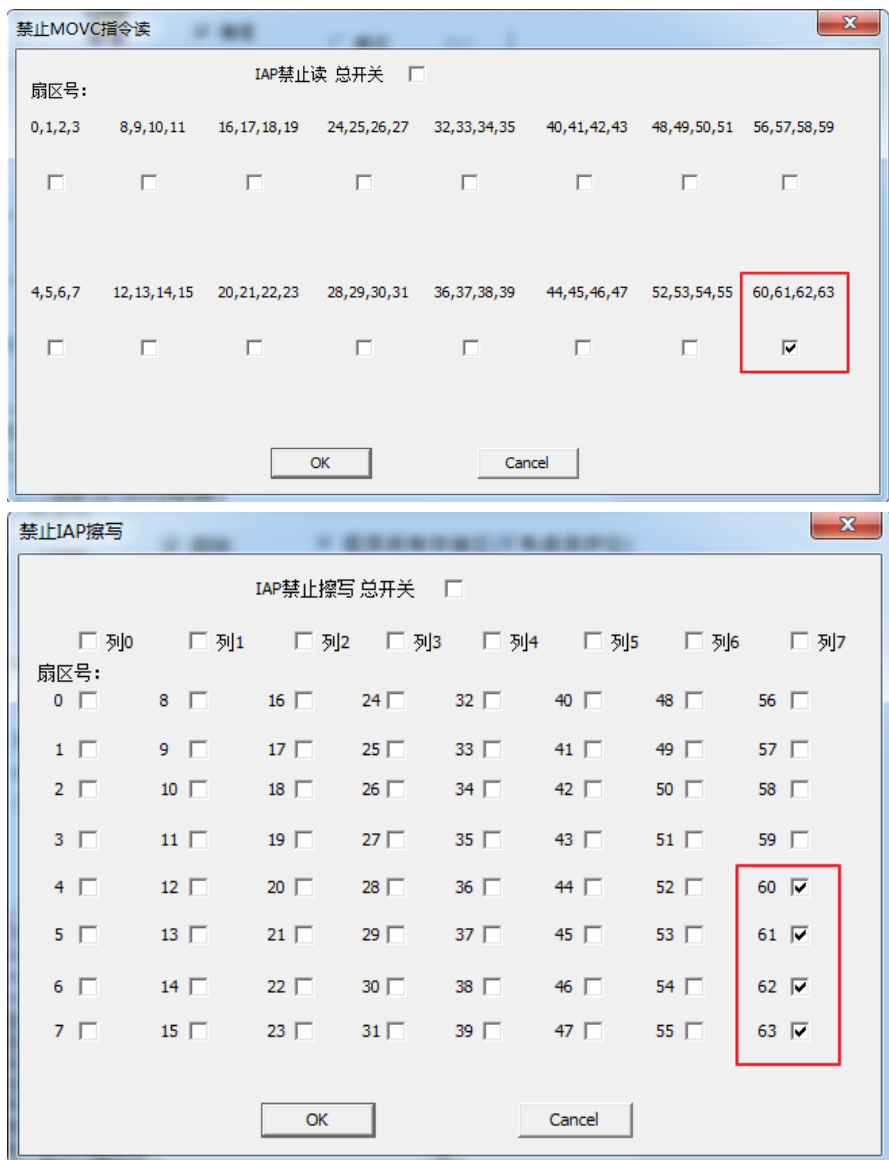 禁止MOVC指令读
IAP禁止读 总开关
扇区号:
0,1,2,3 8,9,10,11 16,17,18,19 24,25,26,27 32,33,34,35 40,41,42,43 48,49,50,51 56,57,58,59
4,5,6,7 12,13,14,15 20,21,22,23 28,29,30,31 36,37,38,39 44,45,46,47 52,53,54,55 60,61,62,63
OK Cancel
禁止IAP擦写
IAP禁止擦写 总开关
列0 列1 列2 列3 列4 列5 列6 列7
扇区号:
0 8 16 24 32 40 48 56
1 9 17 25 33 41 49 57
2 10 18 26 34 42 50 58
3 11 19 27 35 43 51 59
4 12 20 28 36 44 52 60
5 13 21 29 37 45 53 61
6 14 22 30 38 46 54 62
7 15 23 31 39 47 55 63
OK Cancel